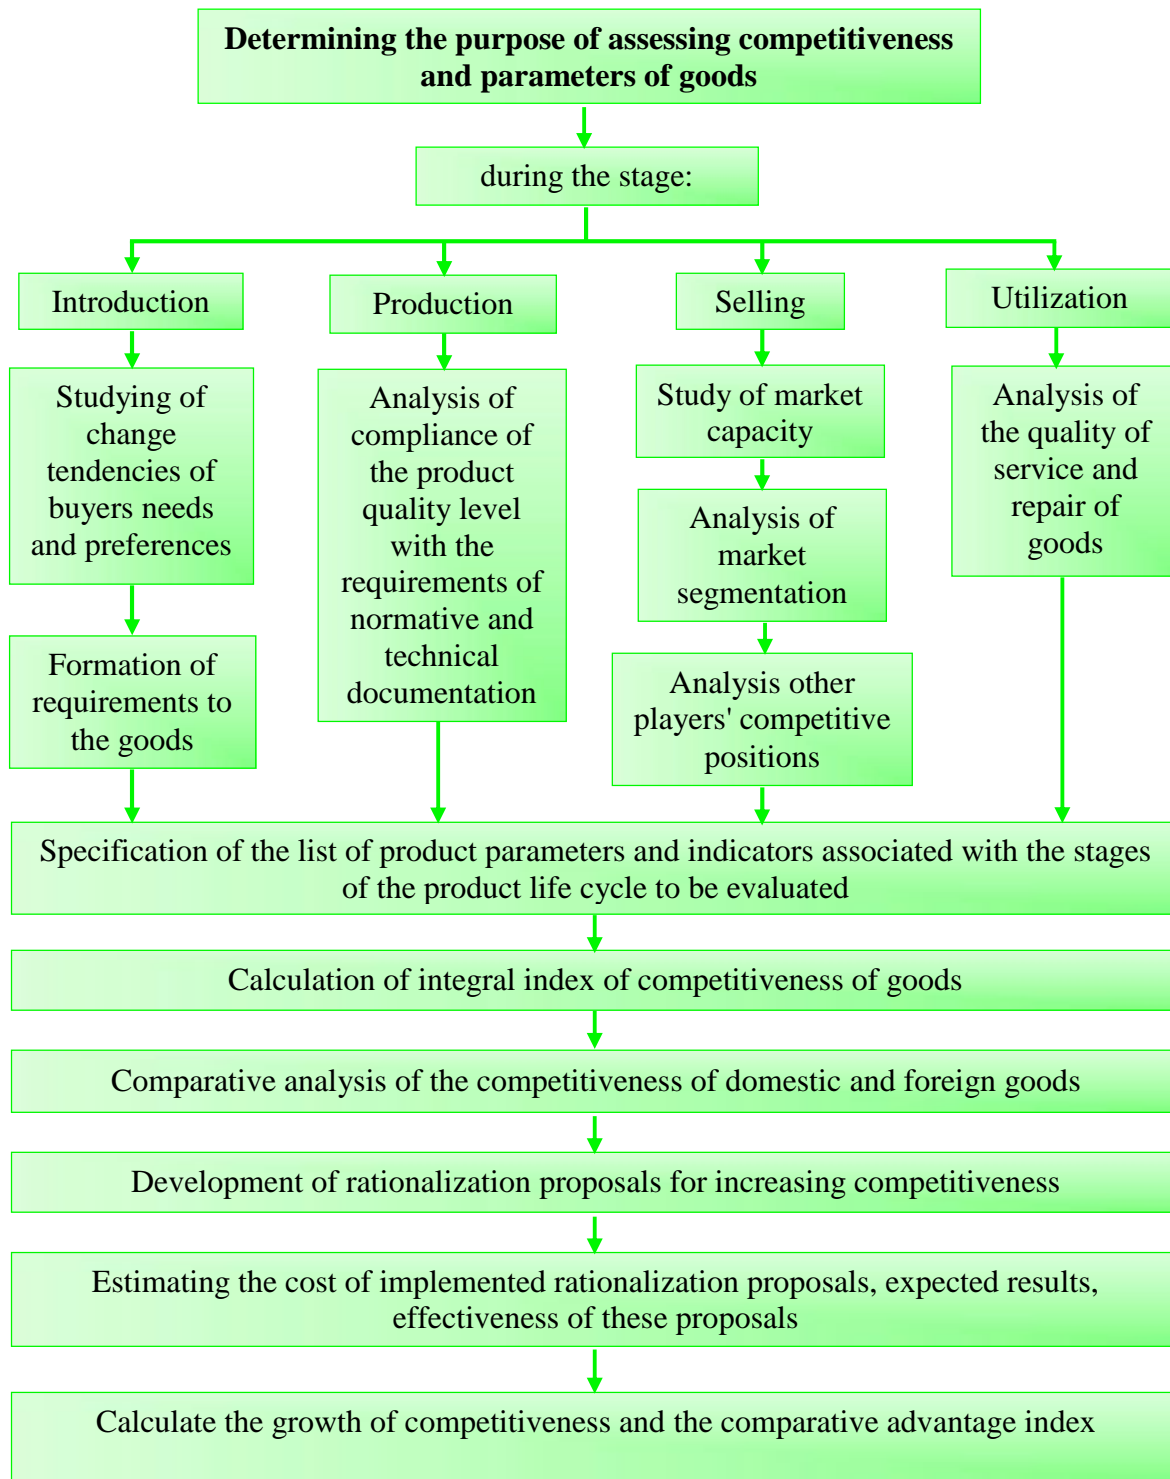 Determining the purpose of assessing competitiveness
and parameters of goods
during the stage:
Introduction
Production
Selling
Utilization
Studying of
change
tendencies of
buyers needs
and preferences
Formation of
requirements to
the goods
Analysis of
compliance of
the product
quality level
with the
requirements of
normative and
technical
documentation
Study of market
capacity
Analysis of
market
segmentation
Analysis other
players' competitive
positions
Analysis of
the quality of
service and
repair of
goods
Specification of the list of product parameters and indicators associated with the stages
of the product life cycle to be evaluated
Calculation of integral index of competitiveness of goods
Comparative analysis of the competitiveness of domestic and foreign goods
Development of rationalization proposals for increasing competitiveness
Estimating the cost of implemented rationalization proposals, expected results,
effectiveness of these proposals
Calculate the growth of competitiveness and the comparative advantage index